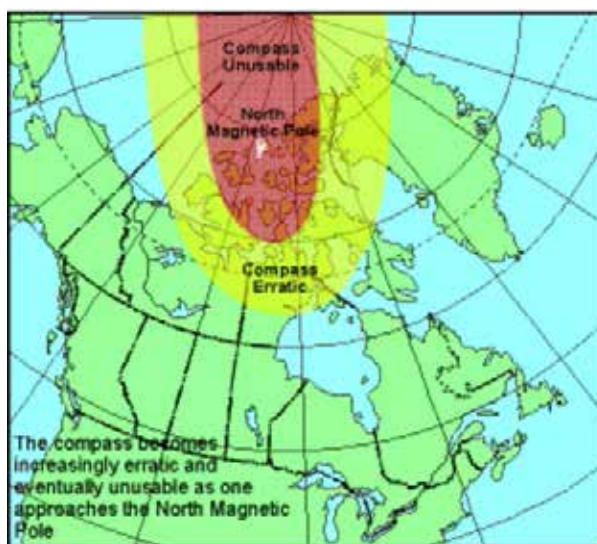 Compass
Unusable
North
Magnetic Pole
Compass
Erratic
The compass becomes
increasingly erratic and
eventually unusable as one
approaches the North Magnetic
Pole